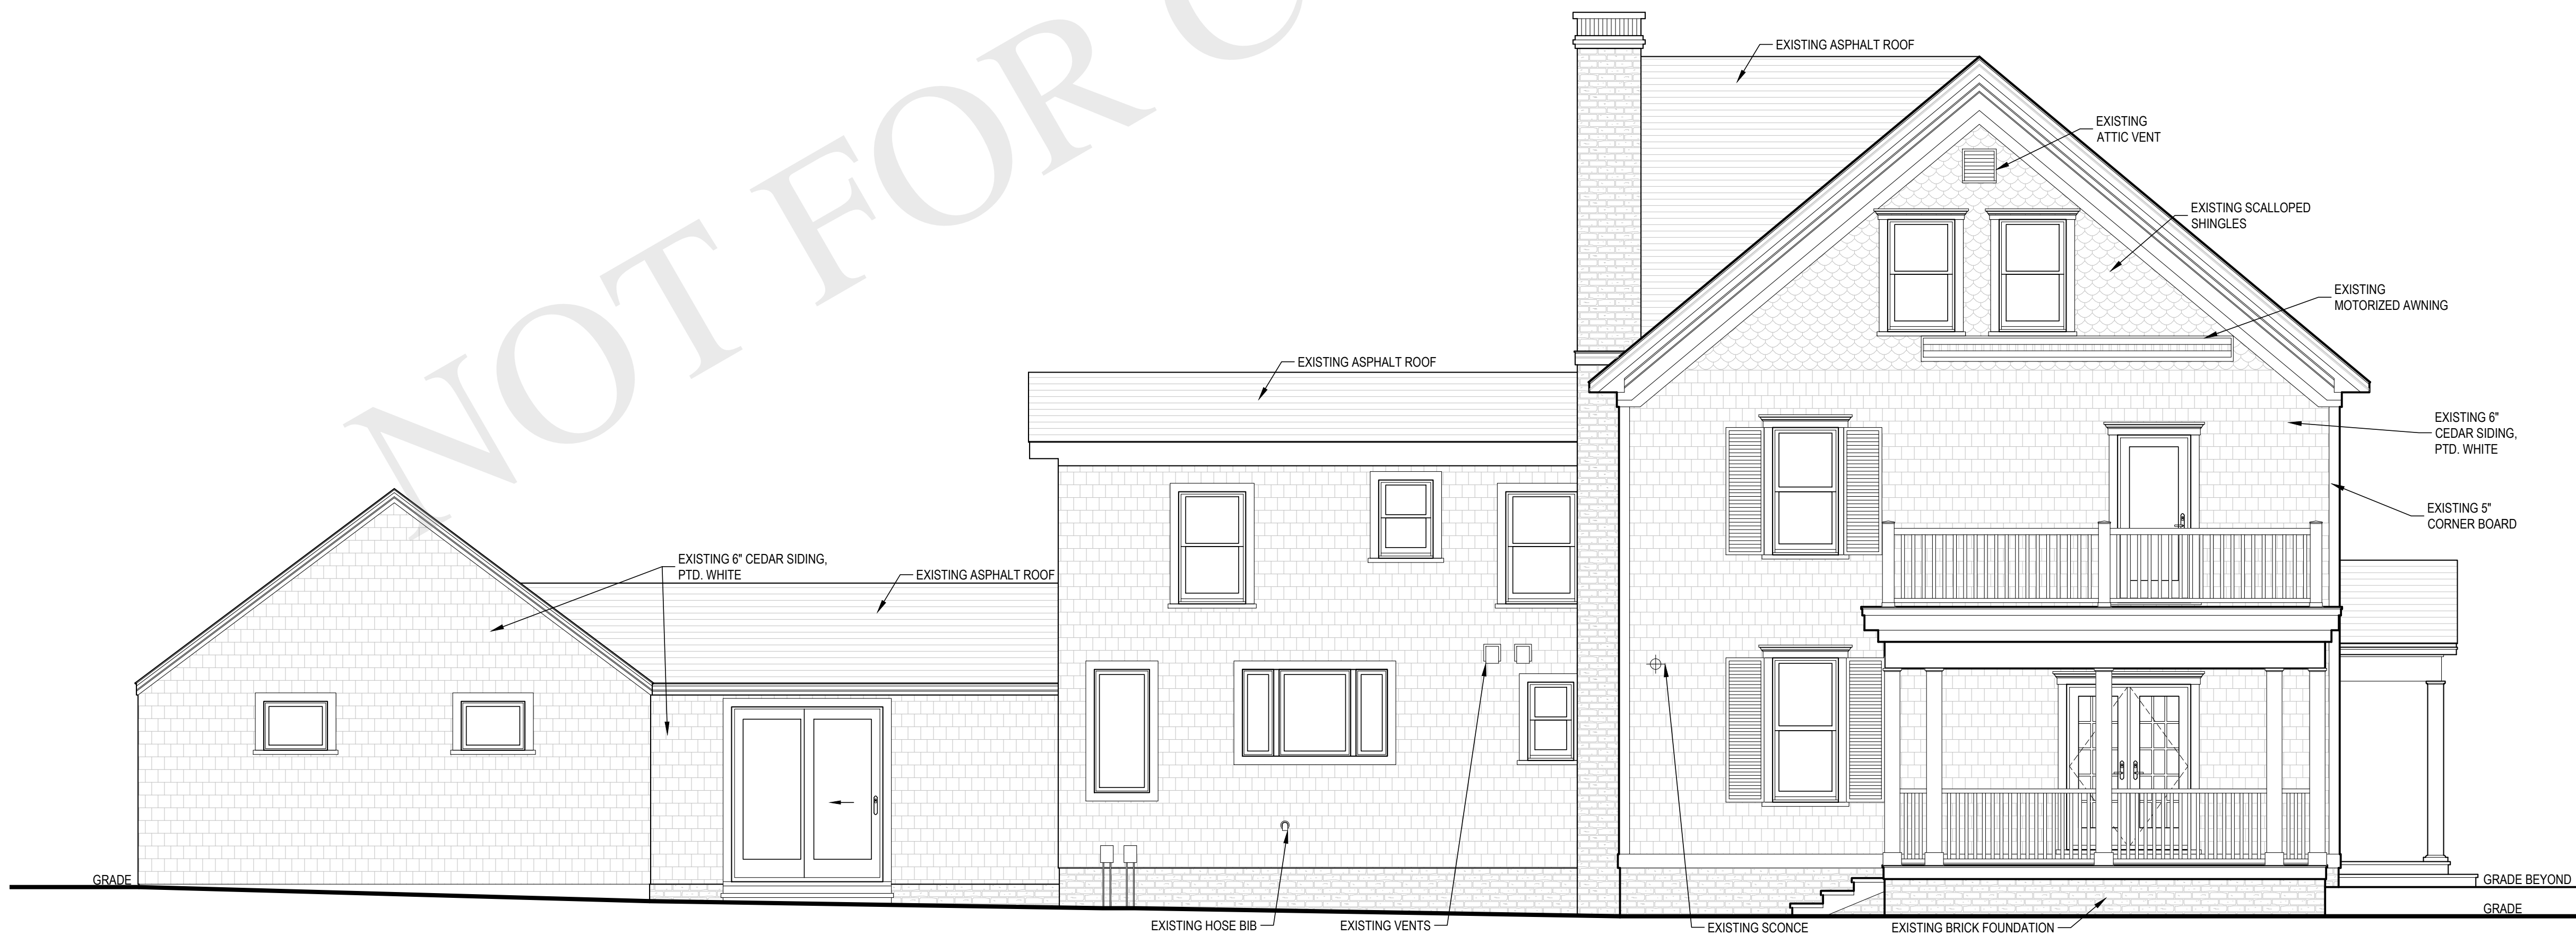 NOT FOR C
EXISTING ASPHALT ROOF
EXISTING
ATTIC VENT
EXISTING SCALLOPED
SHINGLES
EXISTING
MOTORIZED AWNING
EXISTING ASPHALT ROOF
EXISTING 6"
CEDAR SIDING,
PTD. WHITE
EXISTING 5"
CORNER BOARD
EXISTING 6" CEDAR SIDING,
PTD. WHITE
EXISTING ASPHALT ROOF
GRADE
GRADE BEYOND
GRADE
EXISTING HOSE BIB
EXISTING VENTS
EXISTING SCONCE
EXISTING BRICK FOUNDATION